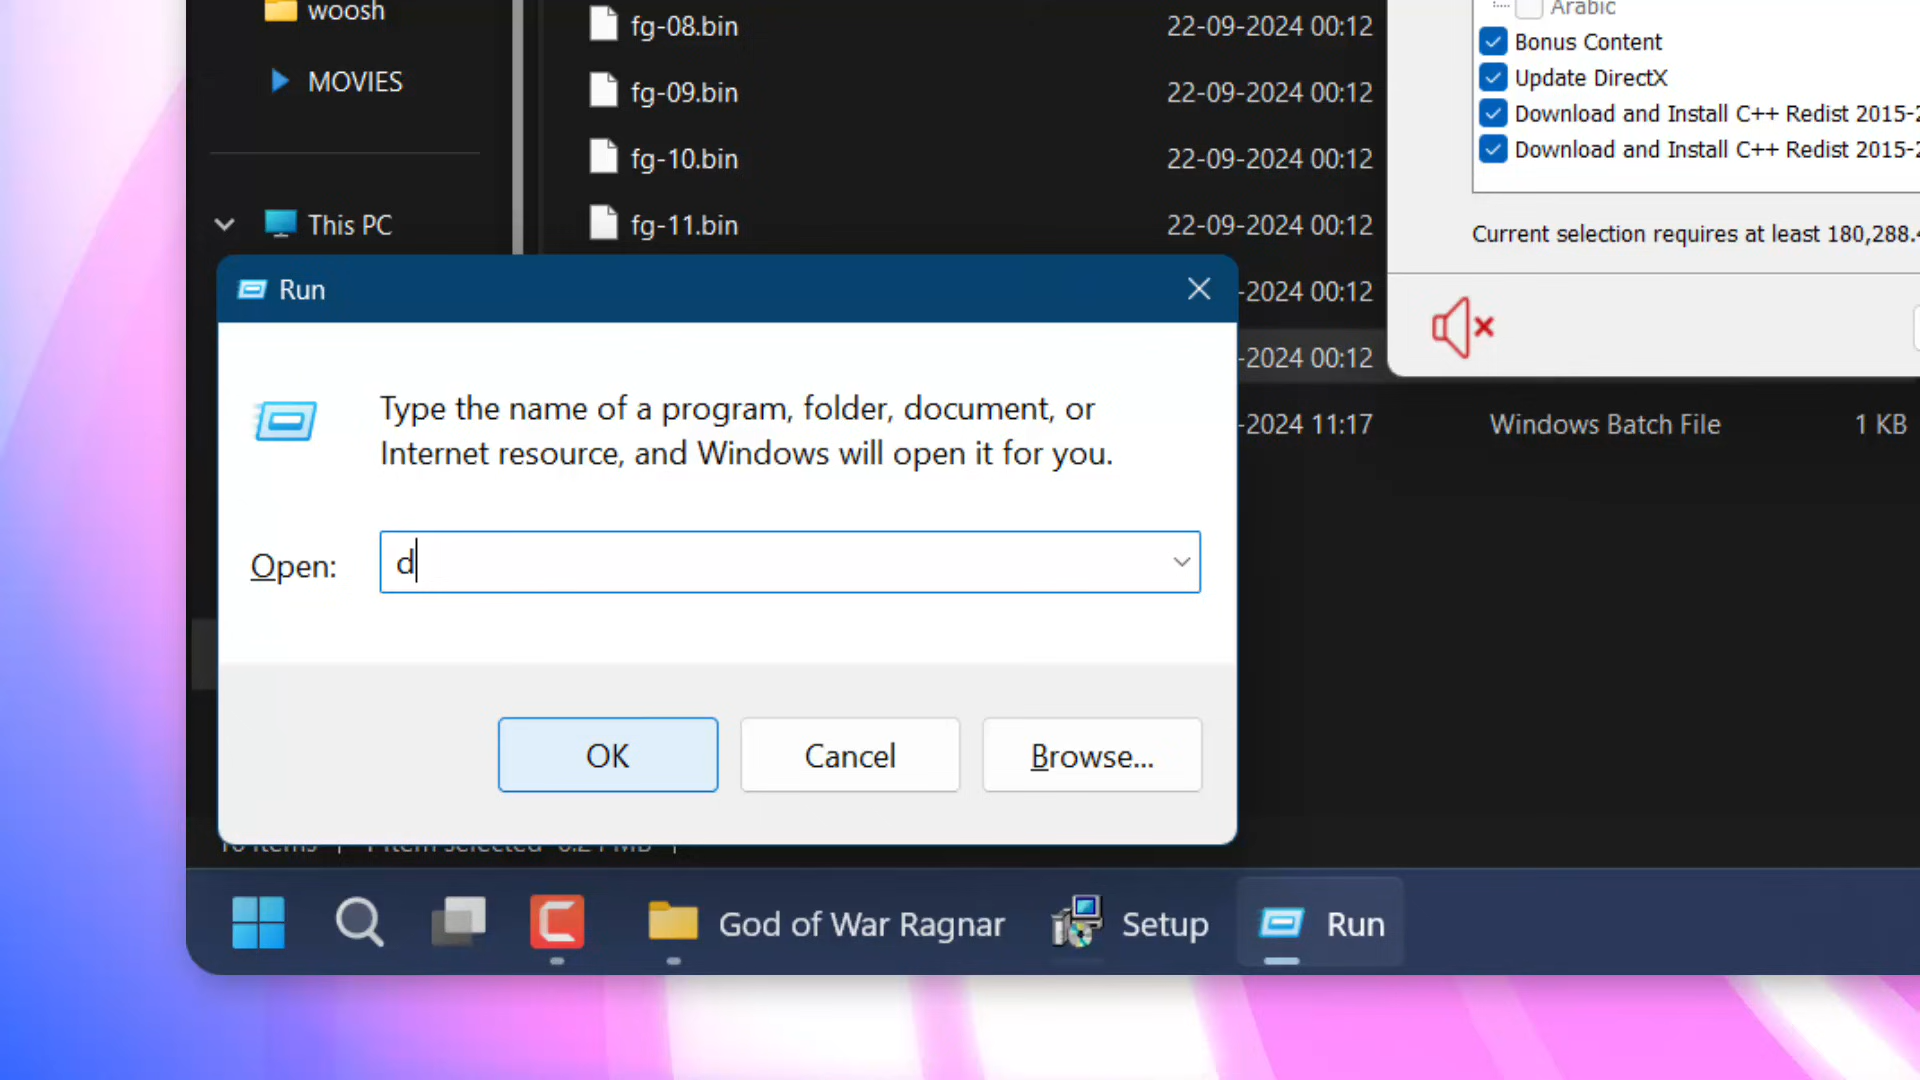 woosh
fg-08.bin 22-09-2024 00:12
Arabic
Bonus Content
MOVIES
fg-09.bin 22-09-2024 00:12
Update DirectX
Download and Install C++ Redist 2015-2
fg-10.bin 22-09-2024 00:12
Download and Install C++ Redist 2015-2
This PC
fg-11.bin 22-09-2024 00:12
Current selection requires at least 180,288.4
Run
-2024 00:12
-2024 00:12
Type the name of a program, folder, document, or
Internet resource, and Windows will open it for you.
-2024 11:17 Windows Batch File 1 KB
Open: d
OK Cancel Browse...
God of War Ragnar Setup Run